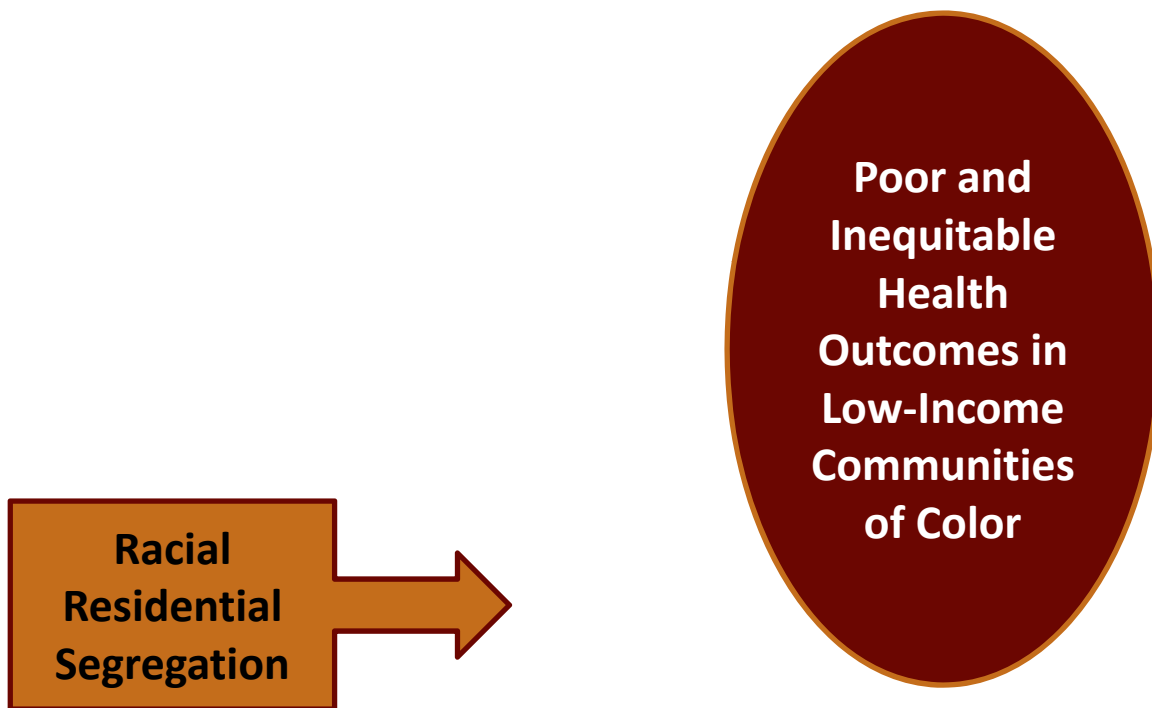 Poor and
Inequitable
Health
Outcomes in
Low-Income
Communities
of Color
Racial
Residential
Segregation